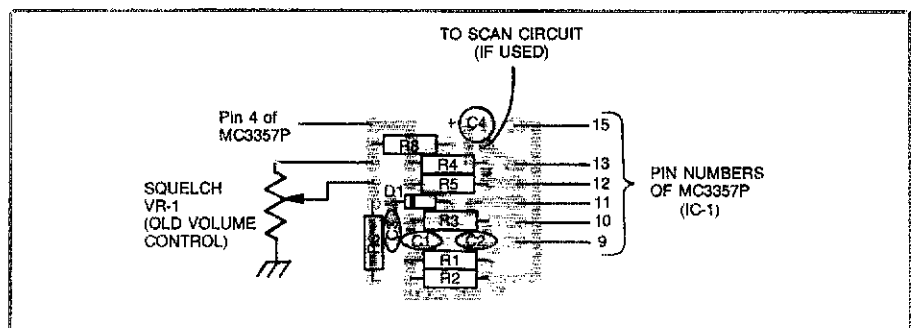 TO SCAN CIRCUIT
(IF USED)
Pin 4 of
MC3357P
+
C4
15
R8
13
R4
SQUELCH
VR-1
(OLD VOLUME
CONTROL)
12
R5
PIN NUMBERS
OF MC3357P
(IC-1)
D1
11
R3
10
C3
C1
C2
9
R1
R2